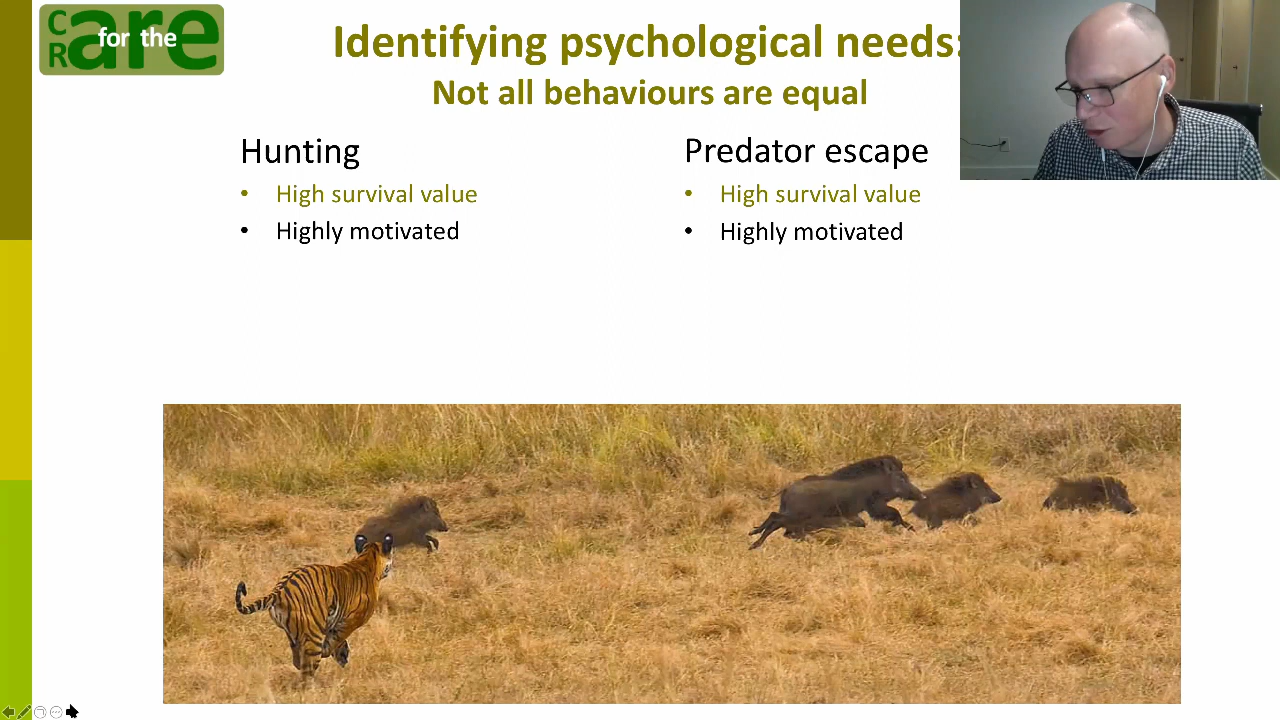 CR are for the
Identifying psychological needs:
Not all behaviours are equal
Hunting
• High survival value
• Highly motivated
Predator escape
• High survival value
• Highly motivated